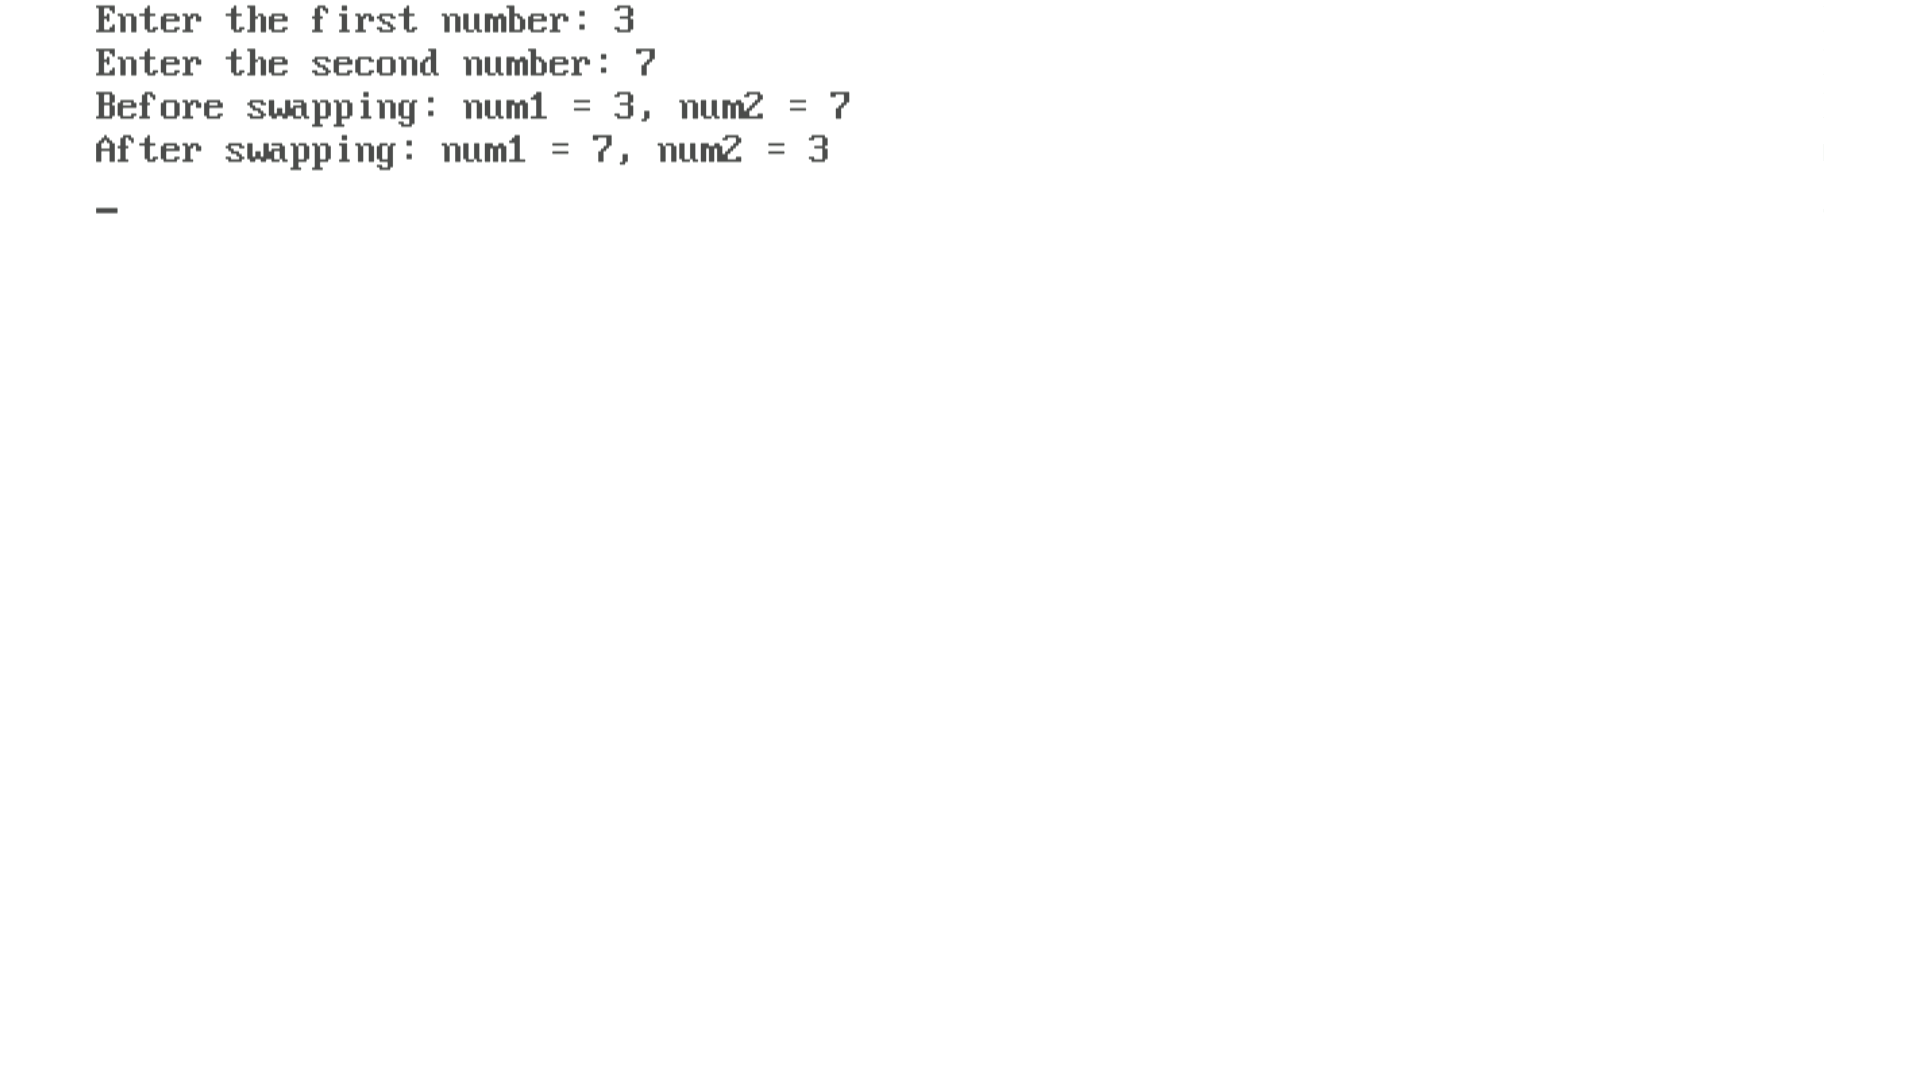 Enter the first number: 3
Enter the second number: 7
Before swapping: num1 = 3, num2 = 7
After swapping: num1 = 7, num2 = 3
_